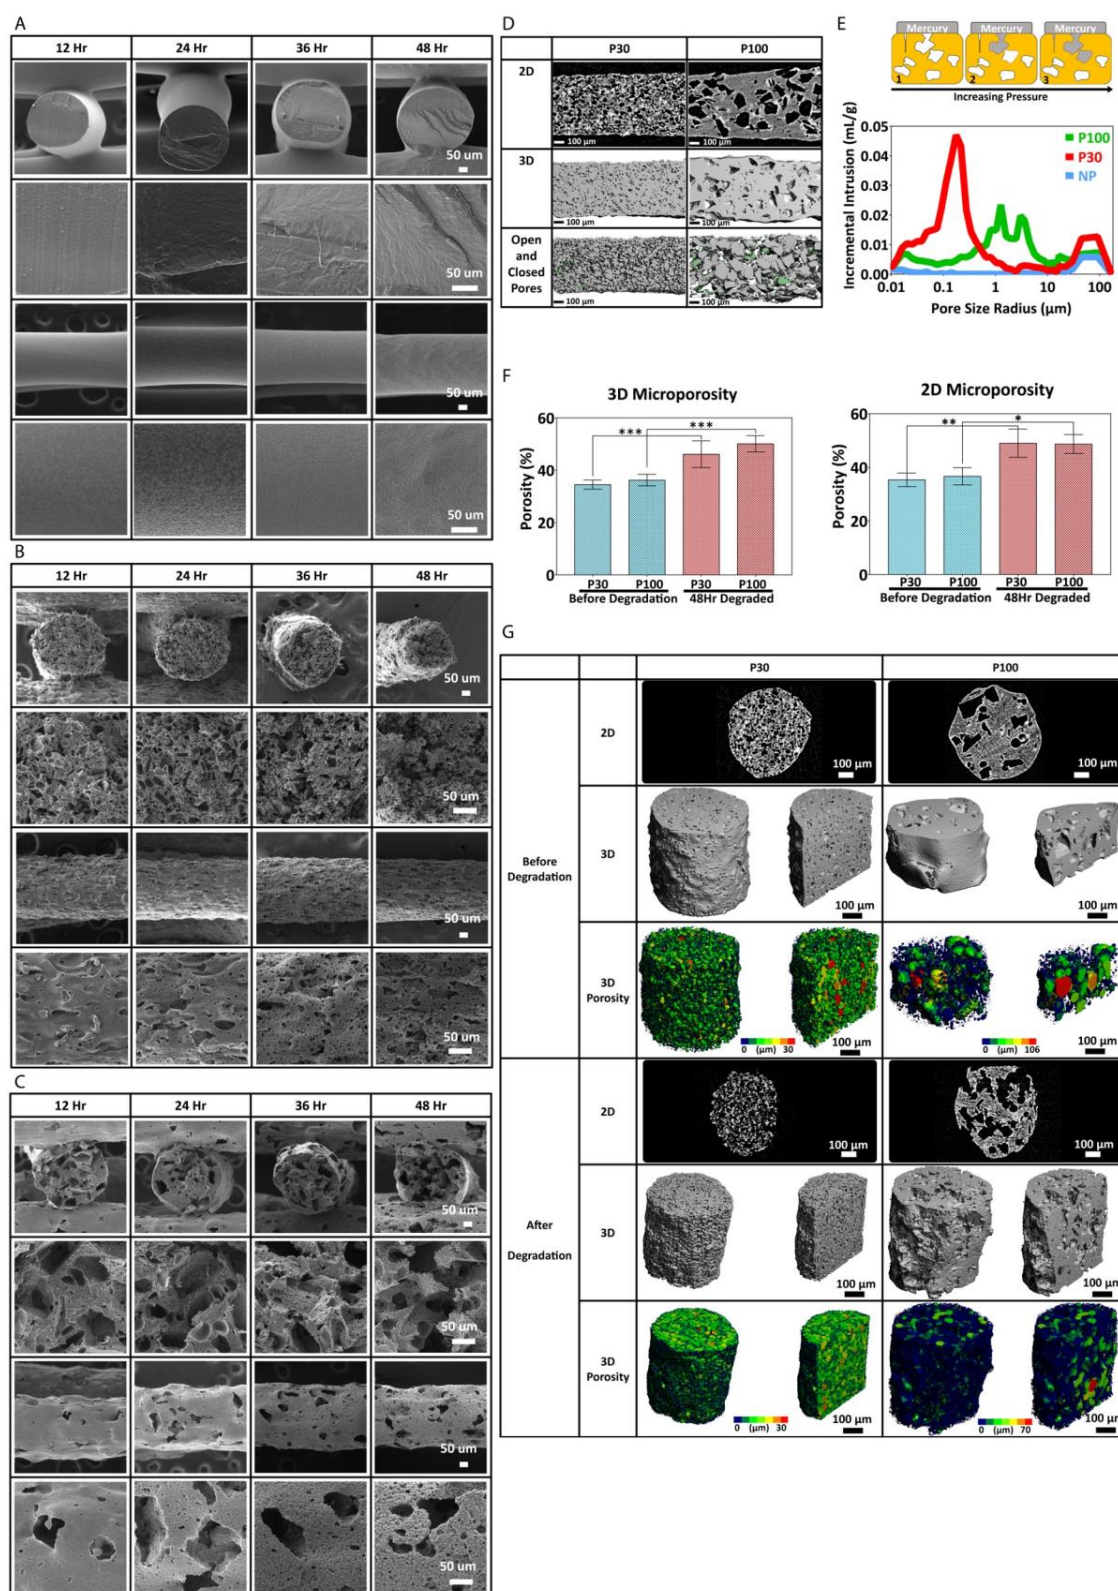 A
12 Hr 24 Hr 36 Hr 48 Hr
50 um
50 um
50 um
50 um
B
12 Hr 24 Hr 36 Hr 48 Hr
50 um
50 um
50 um
50 um
C
12 Hr 24 Hr 36 Hr 48 Hr
50 um
50 um
50 um
50 um
D
P30 P100
2D
100 µm 100 µm
3D
100 µm 100 µm
Open
and
Closed
Pores
100 µm 100 µm
E
Mercury Mercury Mercury
1 2 3
Increasing Pressure
Incremental Intrusion (mL/g)
0.05
0.04
0.03
0.02
0.01
0.00
P100
P30
NP
0.01 0.1 1 10 100
Pore Size Radius (µm)
F
3D Microporosity
Porosity (%)
60
40
20
0
*** ***
P30 P100 P30 P100
Before Degradation 48Hr Degraded
2D Microporosity
Porosity (%)
60
40
20
0
** *
P30 P100 P30 P100
Before Degradation 48Hr Degraded
G
P30 P100
Before
Degradation
2D
100 µm 100 µm
3D
100 µm 100 µm
3D
Porosity
0 (µm) 30 100 µm 0 (µm) 106 100 µm
After
Degradation
2D
100 µm 100 µm
3D
100 µm 100 µm
3D
Porosity
0 (µm) 30 100 µm 0 (µm) 70 100 µm